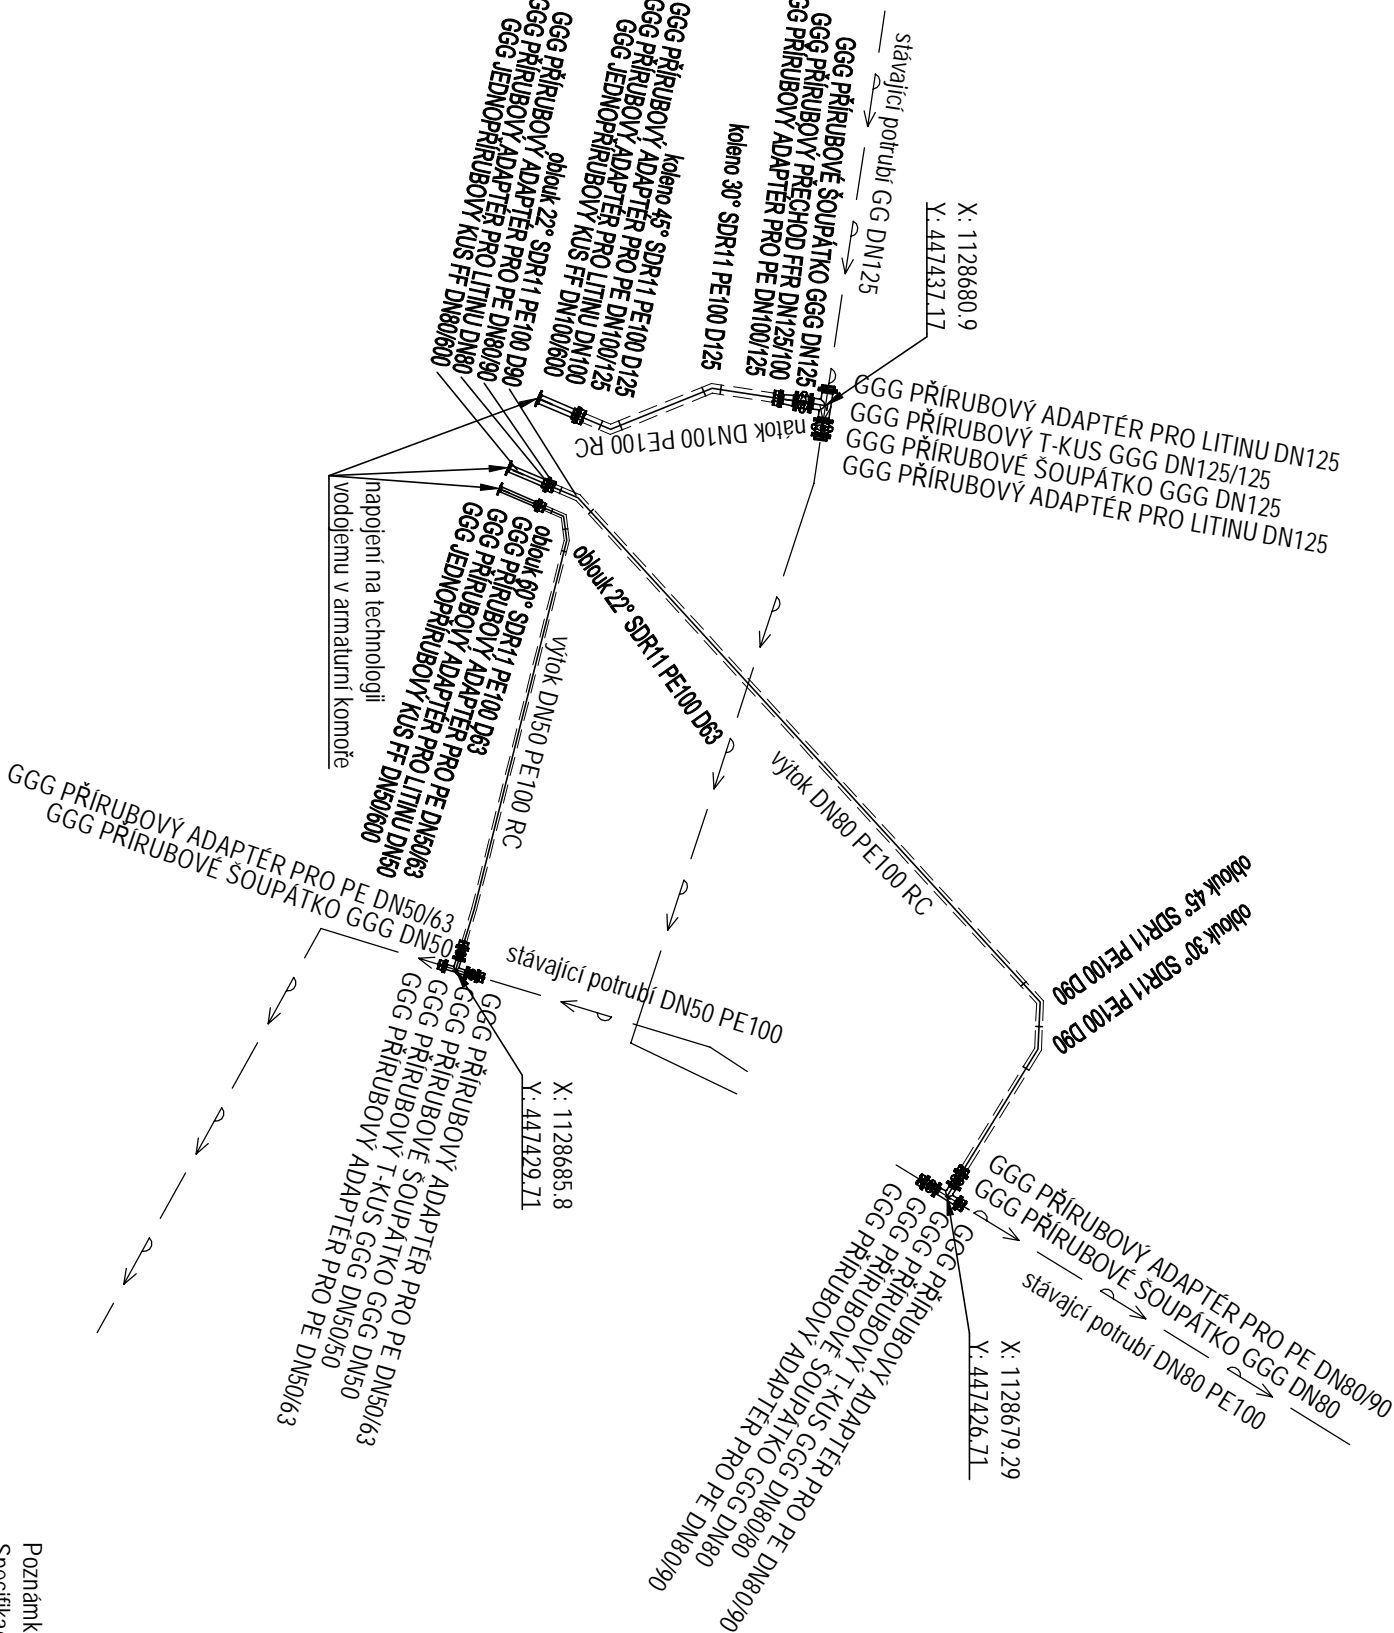 stávající potrubí GG DN125
X: 1128680.9
Y: 447437.17
GGG PŘÍRUBOVÉ ŠOUPÁTKO GGG DN125
GGG PŘÍRUBOVÝ PŘECHOD FFR DN125/100
GG PŘÍRUBOVÝ ADAPTÉR PRO PE DN100/125
koleno 30° SDR11 PE100 D125
koleno 45° SDR11 PE100 D125
GGG PŘÍRUBOVÝ ADAPTÉR PRO PE DN100/125
GGG PŘÍRUBOVÝ ADAPTÉR PRO LITINU DN100
GGG JEDNOPŘÍRUBOVÝ KUS FF DN100/600
oblouk 22° SDR11 PE100 D90
GGG PŘÍRUBOVÝ ADAPTÉR PRO PE DN80/90
GGG PŘÍRUBOVÝ ADAPTÉR PRO LITINU DN80
GGG JEDNOPŘÍRUBOVÝ KUS FF DN80/600
GGG PŘÍRUBOVÝ ADAPTÉR PRO LITINU DN125
GGG PŘÍRUBOVÝ T-KUS GGG DN125/125
GGG PŘÍRUBOVÉ ŠOUPÁTKO GGG DN125
GGG PŘÍRUBOVÝ ADAPTÉR PRO LITINU DN125
nátok DN100 PE100 RC
napojení na technologii
vodojemu v armaturní komoře
oblouk 22° SDR11 PE100 D63
oblouk 60° SDR11 PE100 D63
GGG PŘÍRUBOVÝ ADAPTÉR PRO PE DN50/63
GGG PŘÍRUBOVÝ ADAPTÉR PRO LITINU DN50
GGG JEDNOPŘÍRUBOVÝ KUS FF DN50/600
výtok DN50 PE100 RC
výtok DN80 PE100 RC
oblouk 45° SDR11 PE100 D90
oblouk 30° SDR11 PE100 D90
GGG PŘÍRUBOVÝ ADAPTÉR PRO PE DN50/63
GGG PŘÍRUBOVÉ ŠOUPÁTKO GGG DN50
stávající potrubí DN50 PE100
X: 1128685.8
Y: 447429.71
GGG PŘÍRUBOVÝ ADAPTÉR PRO PE DN50/63
GGG PŘÍRUBOVÉ ŠOUPÁTKO GGG DN50
GGG PŘÍRUBOVÝ T-KUS GGG DN50/50
GGG PŘÍRUBOVÝ ADAPTÉR PRO PE DN50/63
GGG PŘÍRUBOVÝ ADAPTÉR PRO PE DN80/90
GGG PŘÍRUBOVÉ ŠOUPÁTKO GGG DN80
stávajcí potrubí DN80 PE100
X: 1128679.29
Y: 447426.71
GGG PŘÍRUBOVÝ ADAPTÉR PRO PE DN80/90
GGG PŘÍRUBOVÝ T-KUS GGG DN80/80
GGG PŘÍRUBOVÉ ŠOUPÁTKO GGG DN80
GGG PŘÍRUBOVÝ ADAPTÉR PRO PE DN80/90
Poznámk